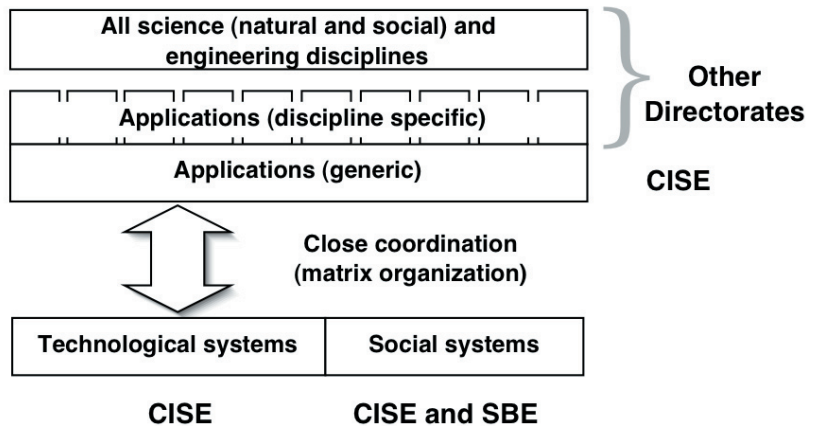 All science (natural and social) and
engineering disciplines
Other
Directorates
Applications (discipline specific)
Applications (generic)
CISE
Close coordination
(matrix organization)
Technological systems
Social systems
CISE
CISE and SBE